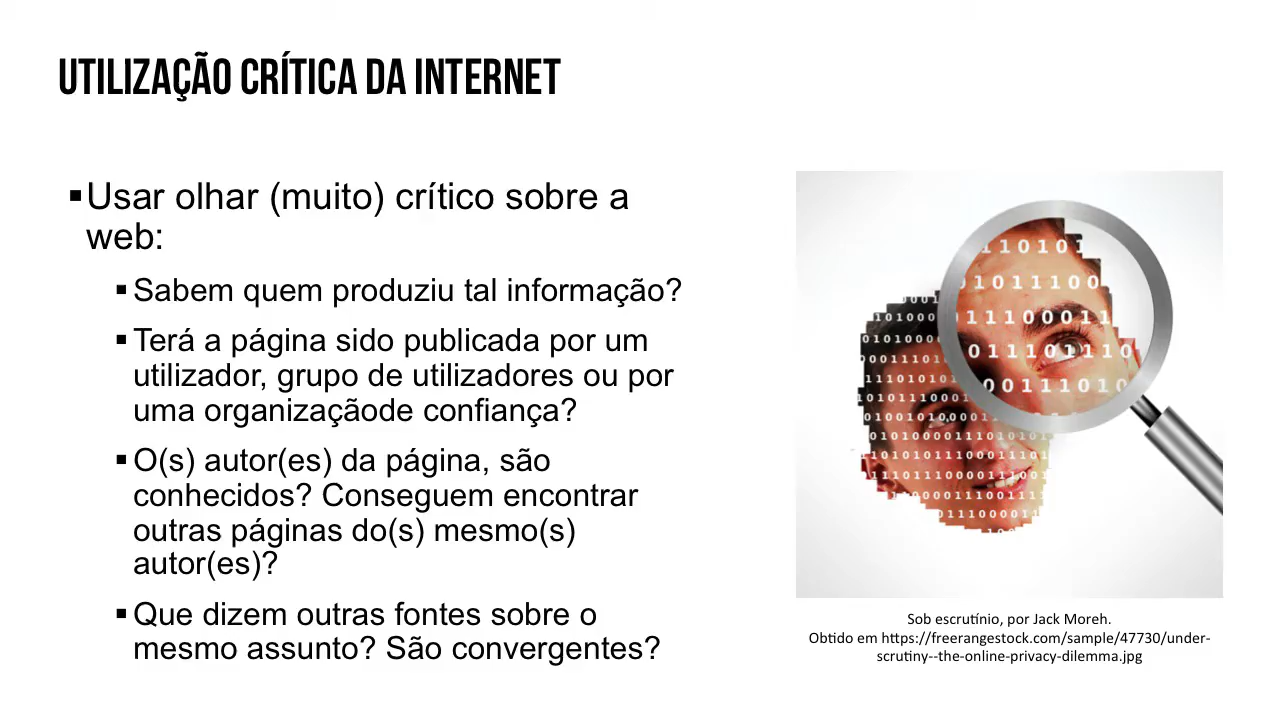 UTILIZAÇÃO CRÍTICA DA INTERNET
▪Usar olhar (muito) crítico sobre a
web:
▪Sabem quem produziu tal informação?
▪Terá a página sido publicada por um
utilizador, grupo de utilizadores ou por
uma organizaçãode confiança?
▪O(s) autor(es) da página, são
conhecidos? Conseguem encontrar
outras páginas do(s) mesmo(s)
autor(es)?
▪Que dizem outras fontes sobre o
mesmo assunto? São convergentes?
Sob escrutínio, por Jack Moreh.
Obtido em https://freerangestock.com/sample/47730/under-
scrutiny--the-online-privacy-dilemma.jpg